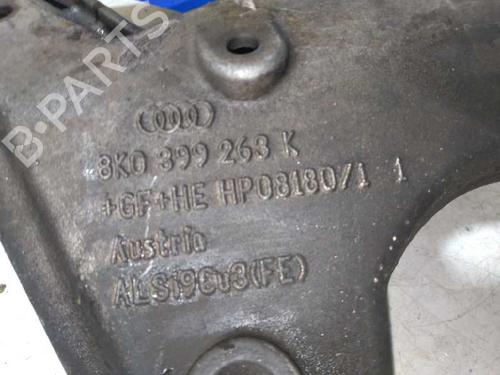 8K0 399 263 K
+GF+HE HP08180/1 1
Austria
ALSi9Cu3(FE)
B-PARTS